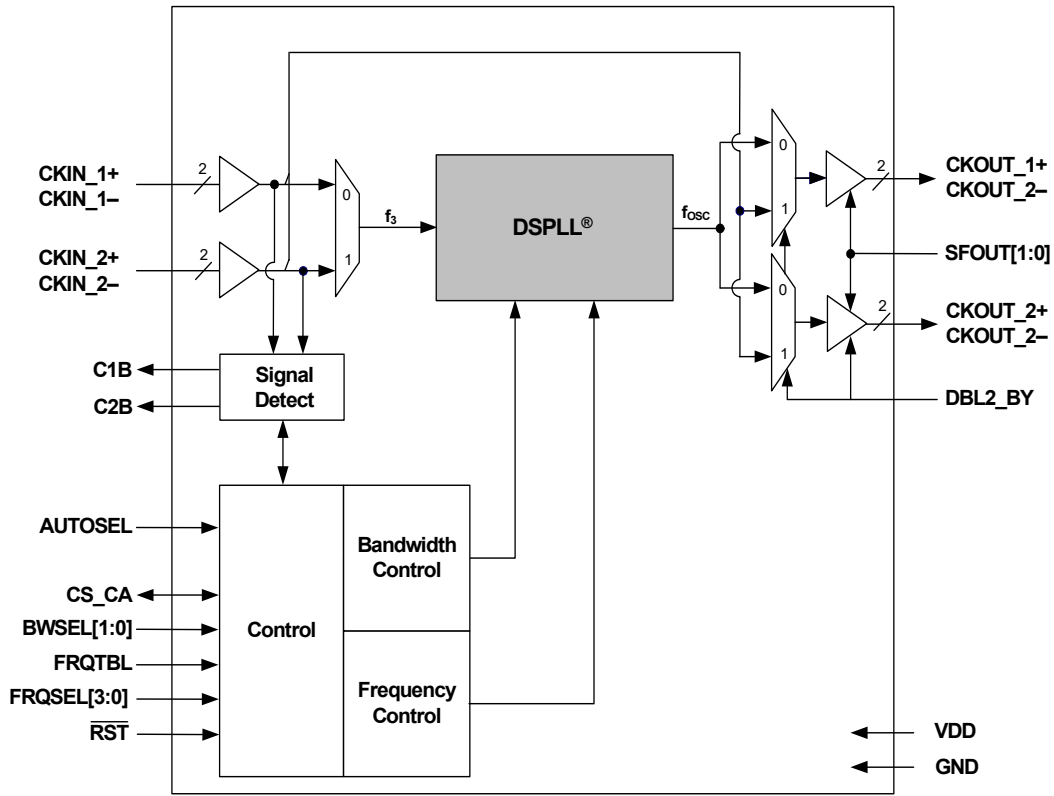 CKIN_1+
CKIN_1–
2
CKIN_2+
CKIN_2–
2
0
1
f3
DSPLL®
fOSC
0
1
0
1
2
CKOUT_1+
CKOUT_2–
SFOUT[1:0]
2
CKOUT_2+
CKOUT_2–
DBL2_BY
C1B
C2B
Signal
Detect
AUTOSEL
CS_CA
BWSEL[1:0]
FRQTBL
FRQSEL[3:0]
RST
Control
Bandwidth
Control
Frequency
Control
VDD
GND